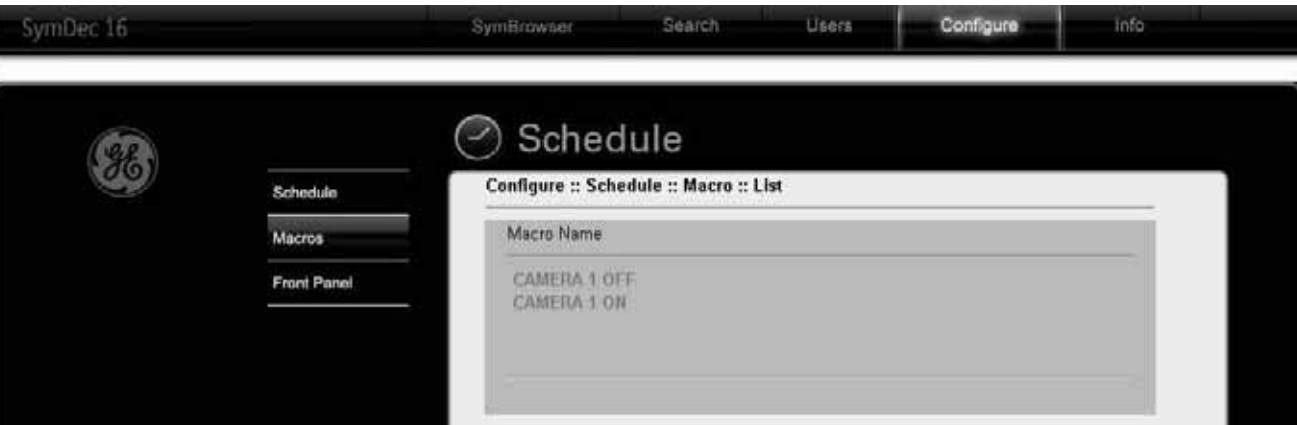 SymDec 16 SymBrowser Search Users Configure Info
GE
Schedule
Configure :: Schedule :: Macro :: List
Schedule
Macros
Front Panel
Macro Name
CAMERA 1 OFF
CAMERA 1 ON